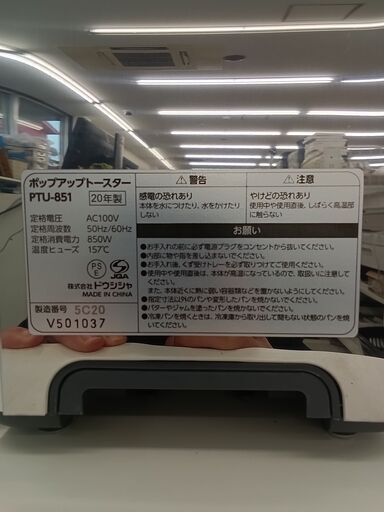 ポップアップトースター
PTU-851
20年製
定格電圧 AC100V
定格周波数 50Hz/60Hz
定格消費電力 850W
温度ヒューズ 157℃
PS
E
JQA
株式会社ドウシシャ
MADE IN CHINA
製造番号 5C20
V501037
⚠警告
感電の恐れあり
本体を水につけたり、水をかけたり
しない
⚠注意
やけどの恐れあり
使用中や使用直後、しばらく高温部
に触らない
お願い
●お手入れの前に必ず電源プラグをコンセントから抜いてください。
●内部に物や指を差し込まないでください。
●お手入れ後、くず受けトレーを必ず取りつけてご使用ください。
●使用中や使用直後は、本体が高温になっているので、取扱いに注意して
ください。
また、本体近くに熱に弱い容器類などを置かないようにしてください。
●指定寸法以外のパンや変形したパンを焼かないでください。
●バターやジャムを塗ったパンを焼かないでください。
●冷凍パンを焼くときは、冷凍庫から取り出して間もない状態のパンを焼
いてください。